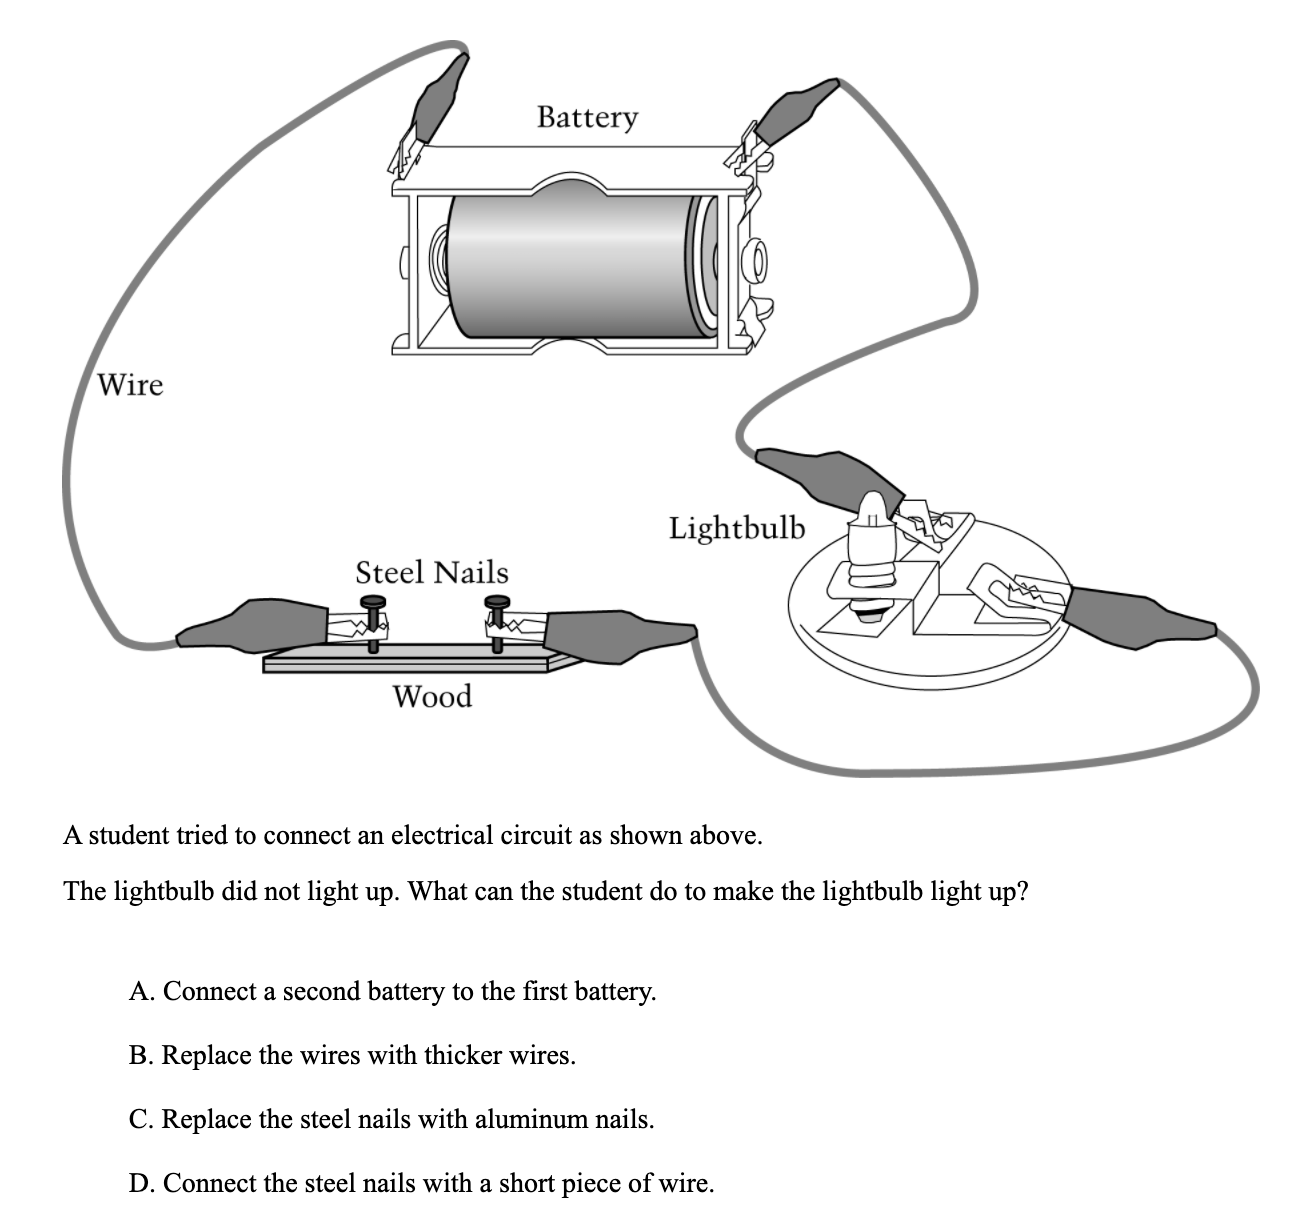 Battery
Wire
Lightbulb
Steel Nails
Wood
A student tried to connect an electrical circuit as shown above.
The lightbulb did not light up. What can the student do to make the lightbulb light up?
A. Connect a second battery to the first battery.
B. Replace the wires with thicker wires.
C. Replace the steel nails with aluminum nails.
D. Connect the steel nails with a short piece of wire.